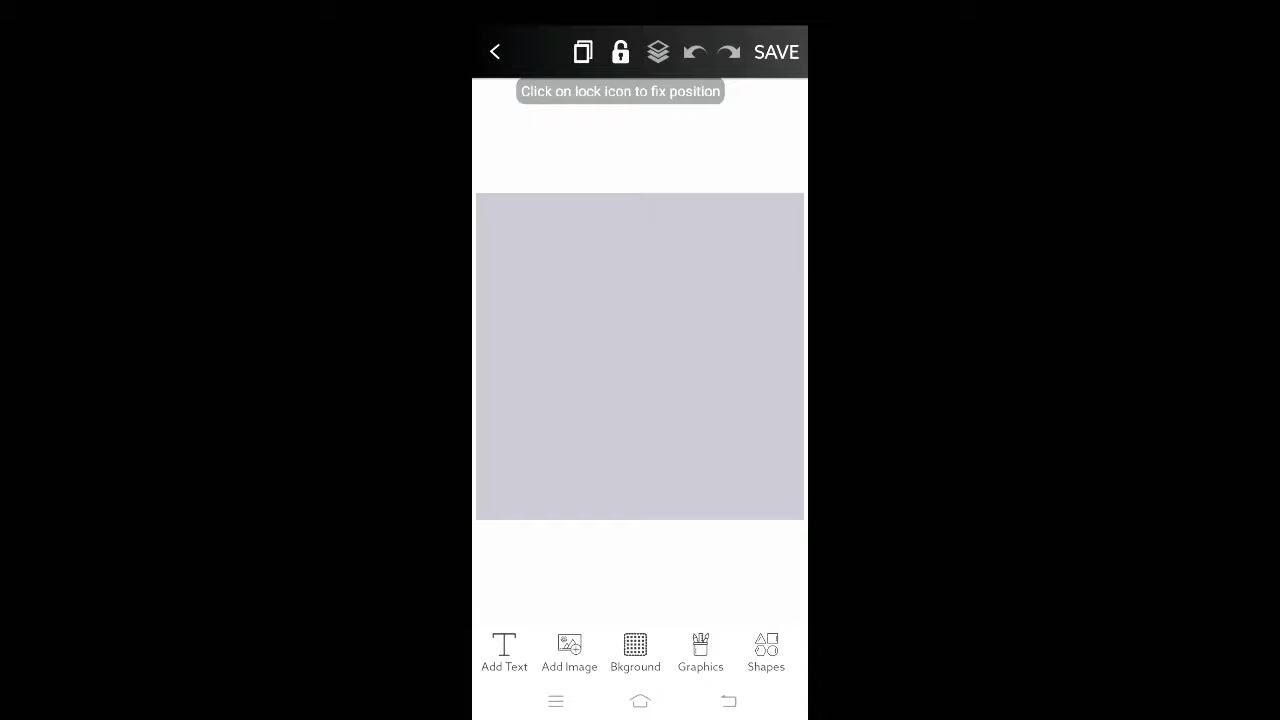 SAVE
Click on lock icon to fix position
Add Text Add Image Bkground Graphics Shapes